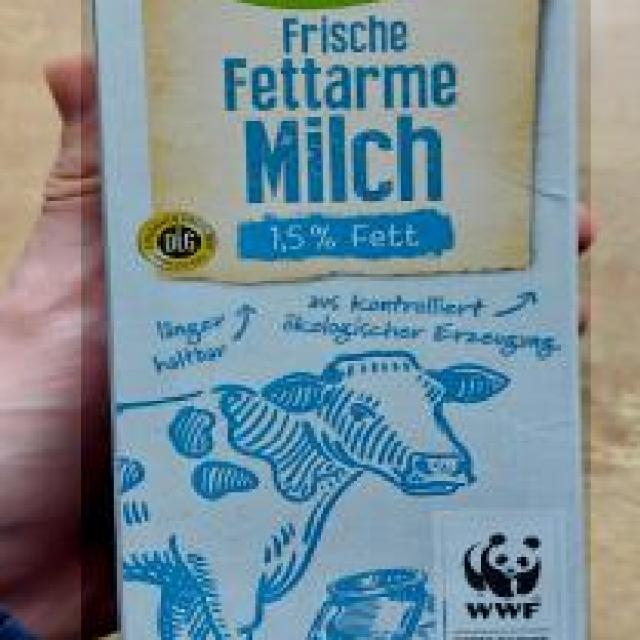 Frische
Fettarme
Milch
DLG
1,5% Fett
länger
haltbar
aus kontrolliert
ökologischer Erzeugung.
WWF